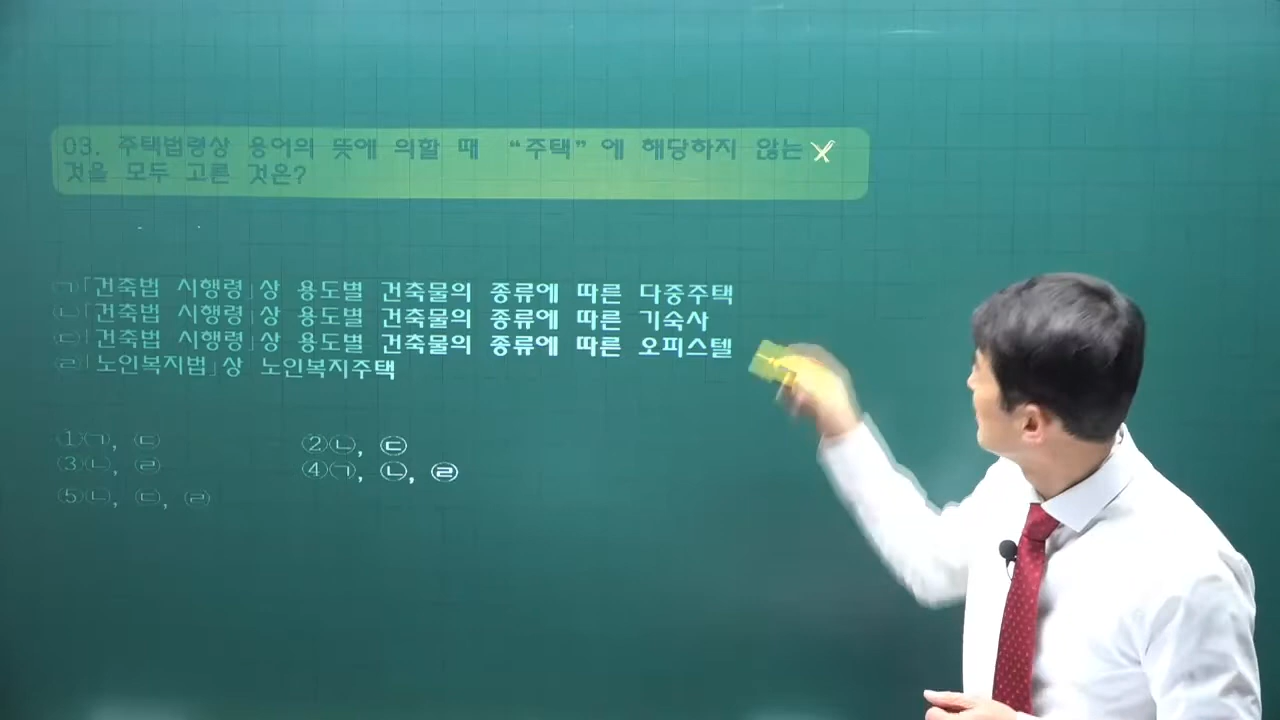 03. 주택법령상 용어의 뜻에 의할 때 “주택”에 해당하지 않는
것을 모두 고른 것은?
㉠「건축법 시행령」상 용도별 건축물의 종류에 따른 다중주택
㉡「건축법 시행령」상 용도별 건축물의 종류에 따른 기숙사
㉢「건축법 시행령」상 용도별 건축물의 종류에 따른 오피스텔
㉣「노인복지법」상 노인복지주택
①㉠, ㉢ ②㉡, ㉢
③㉡, ㉣ ④㉠, ㉡, ㉣
⑤㉡, ㉢, ㉣